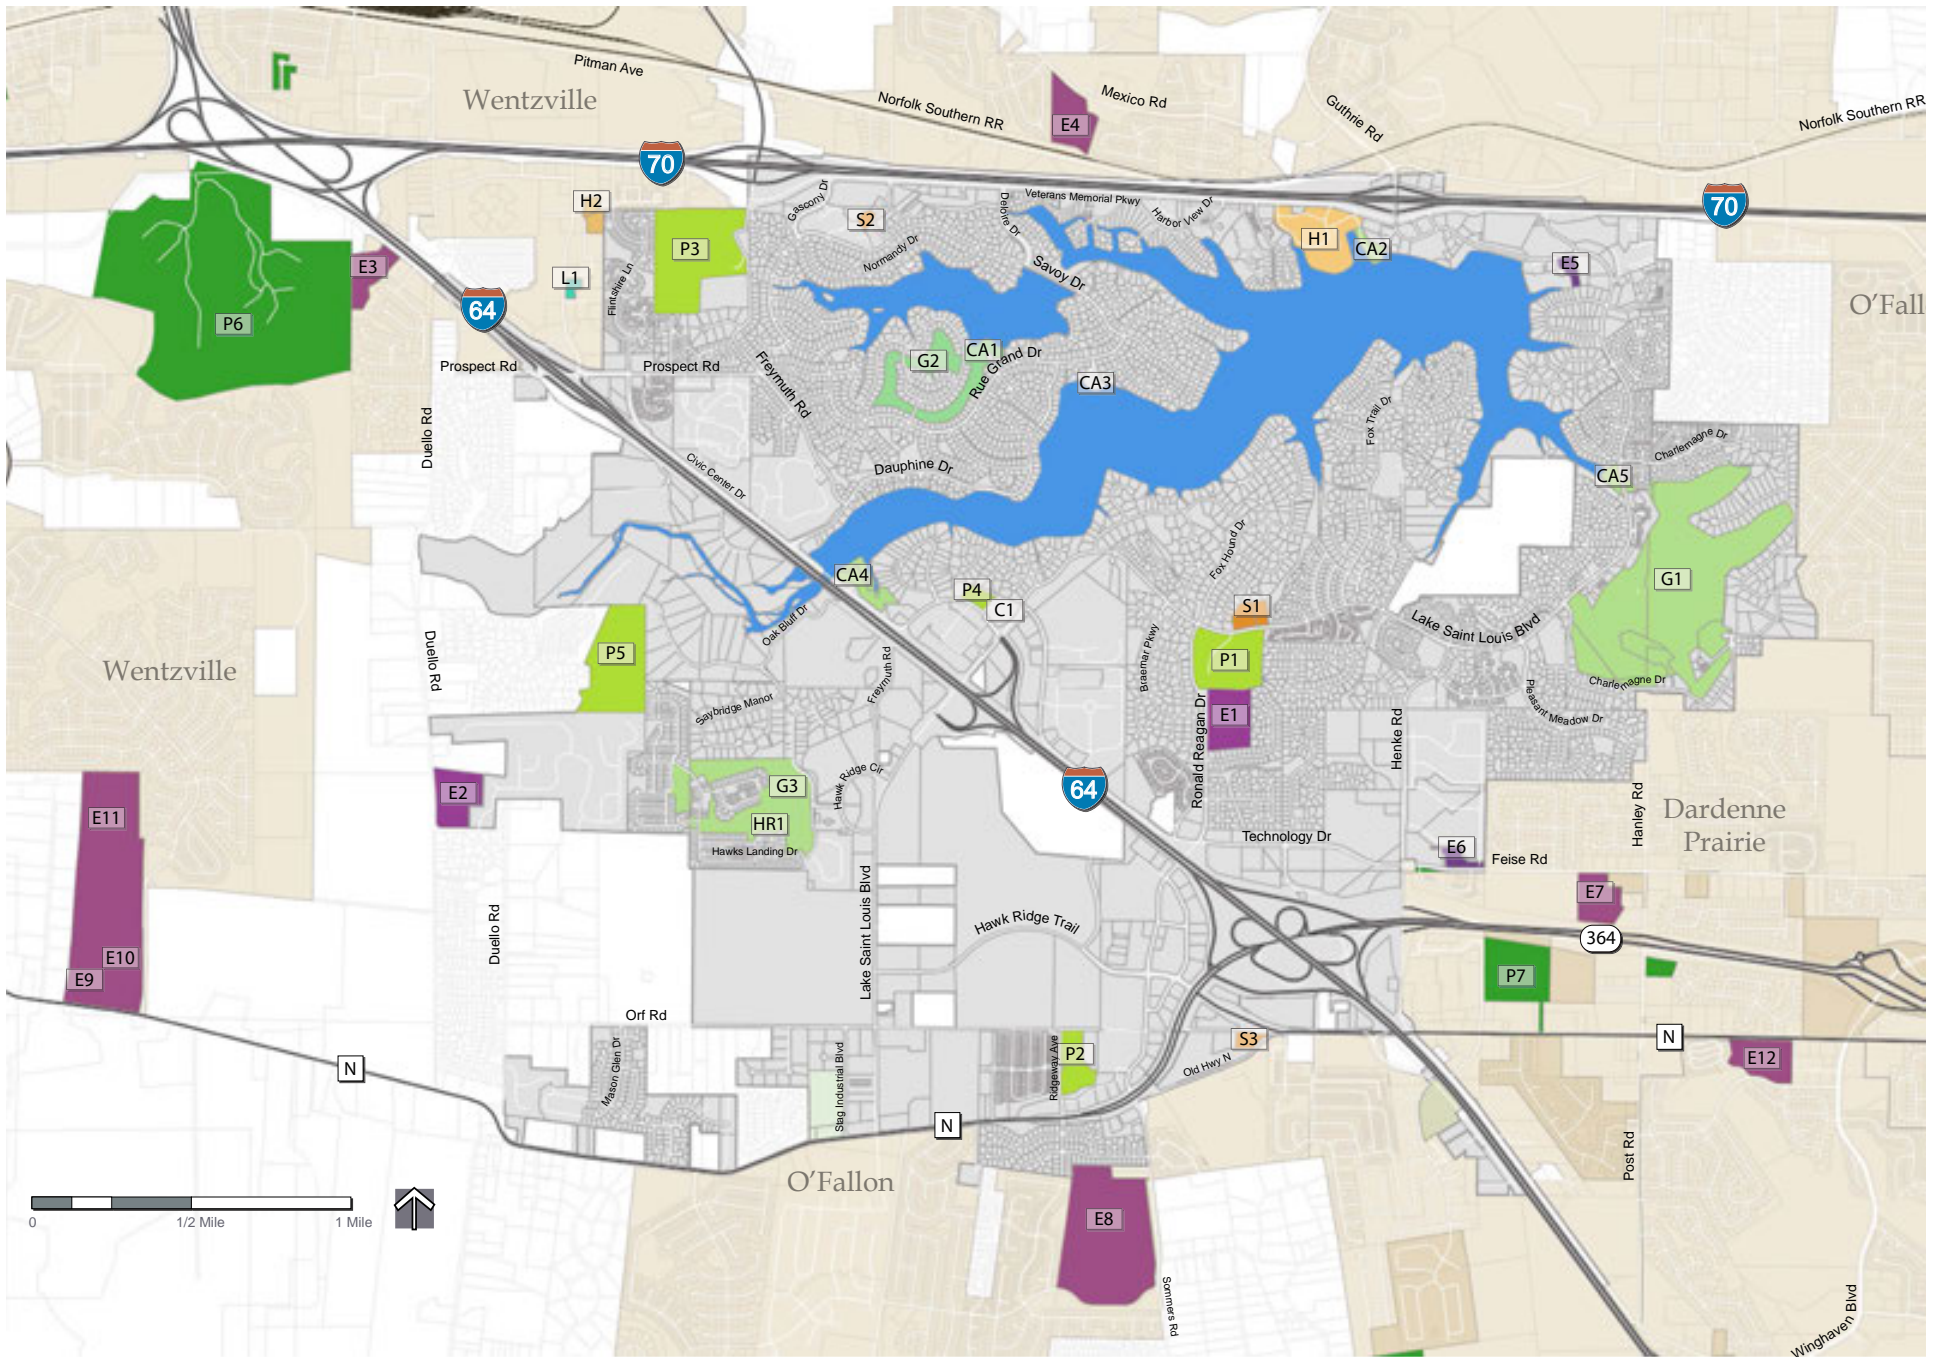 Pitman Ave
Wentzville
Norfolk Southern RR
Mexico Rd
E4
Guthrie Rd
Norfolk Southern RR
70
70
H2
Gascony Dr
S2
Delorre Dr
Veterans Memorial Pkwy
Harbor View Dr
H1
CA2
P3
Normandy Dr
Savoy Dr
E3
L1
Flintshire Ln
E5
O'Fall
64
P6
Prospect Rd
Prospect Rd
Freymuth Rd
G2
CA1
Rue Grand Dr
CA3
Duello Rd
Fox Trail Dr
Charlemagne Dr
Civic Center Dr
Dauphine Dr
CA5
Fox Hound Dr
CA4
P4
C1
G1
S1
Oak Bluff Dr
Lake Saint Louis Blvd
Wentzville
Duello Rd
P5
Freymuth Rd
Braemar Pkwy
P1
Charlemagne Dr
Saybridge Manor
E1
Ronald Reagan Dr
Henke Rd
Pleasant Meadow Dr
E2
G3
Hawk Ridge Cir
64
E11
HR1
Hawks Landing Dr
Technology Dr
Hanley Rd
Dardenne
Prairie
E6
Feise Rd
E7
Duello Rd
Lake Saint Louis Blvd
Hawk Ridge Trail
364
E10
E9
P7
Orf Rd
N
Mason Glen Dr
Stag Industrial Blvd
Ridgeway Ave
P2
Old Hwy N
S3
N
E12
N
Post Rd
O'Fallon
E8
0
1/2 Mile
1 Mile
Sommers Rd
Winghaven Blvd